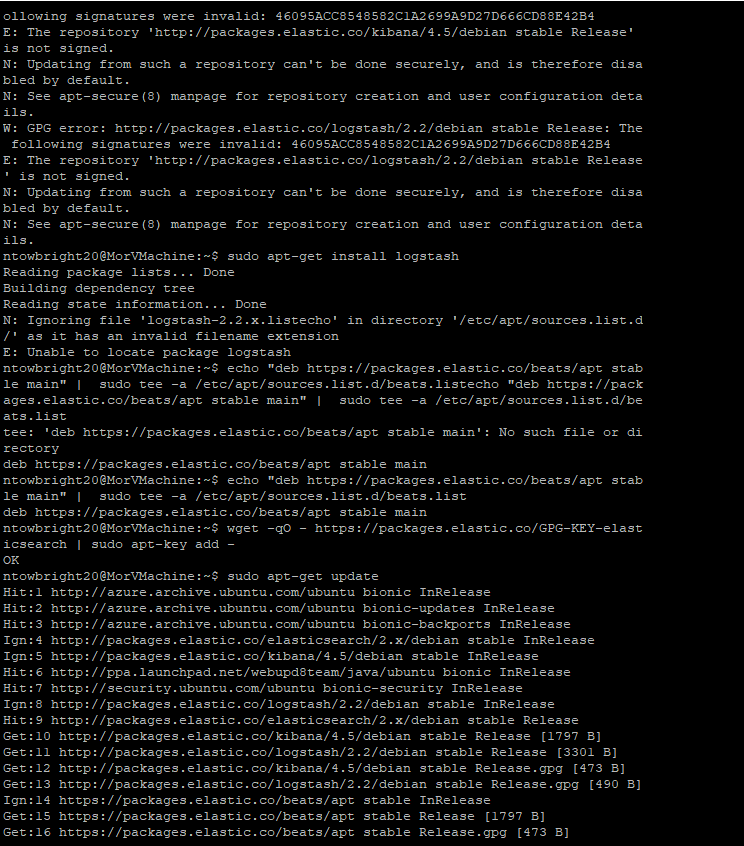 ollowing signatures were invalid: 46095ACC8548582C1A2699A9D27D666CD88E42B4
E: The repository 'http://packages.elastic.co/kibana/4.5/debian stable Release'
is not signed.
N: Updating from such a repository can't be done securely, and is therefore disa
bled by default.
N: See apt-secure(8) manpage for repository creation and user configuration deta
ils.
W: GPG error: http://packages.elastic.co/logstash/2.2/debian stable Release: The
 following signatures were invalid: 46095ACC8548582C1A2699A9D27D666CD88E42B4
E: The repository 'http://packages.elastic.co/logstash/2.2/debian stable Release
' is not signed.
N: Updating from such a repository can't be done securely, and is therefore disa
bled by default.
N: See apt-secure(8) manpage for repository creation and user configuration deta
ils.
ntowbright20@MorVMachine:~$ sudo apt-get install logstash
Reading package lists... Done
Building dependency tree
Reading state information... Done
N: Ignoring file 'logstash-2.2.x.listecho' in directory '/etc/apt/sources.list.d
/' as it has an invalid filename extension
E: Unable to locate package logstash
ntowbright20@MorVMachine:~$ echo "deb https://packages.elastic.co/beats/apt stab
le main" |  sudo tee -a /etc/apt/sources.list.d/beats.listecho "deb https://pack
ages.elastic.co/beats/apt stable main" |  sudo tee -a /etc/apt/sources.list.d/be
ats.list
tee: 'deb https://packages.elastic.co/beats/apt stable main': No such file or di
rectory
deb https://packages.elastic.co/beats/apt stable main
ntowbright20@MorVMachine:~$ echo "deb https://packages.elastic.co/beats/apt stab
le main" |  sudo tee -a /etc/apt/sources.list.d/beats.list
deb https://packages.elastic.co/beats/apt stable main
ntowbright20@MorVMachine:~$ wget -qO - https://packages.elastic.co/GPG-KEY-elast
icsearch | sudo apt-key add -
OK
ntowbright20@MorVMachine:~$ sudo apt-get update
Hit:1 http://azure.archive.ubuntu.com/ubuntu bionic InRelease
Hit:2 http://azure.archive.ubuntu.com/ubuntu bionic-updates InRelease
Hit:3 http://azure.archive.ubuntu.com/ubuntu bionic-backports InRelease
Ign:4 http://packages.elastic.co/elasticsearch/2.x/debian stable InRelease
Ign:5 http://packages.elastic.co/kibana/4.5/debian stable InRelease
Hit:6 http://ppa.launchpad.net/webupd8team/java/ubuntu bionic InRelease
Hit:7 http://security.ubuntu.com/ubuntu bionic-security InRelease
Ign:8 http://packages.elastic.co/logstash/2.2/debian stable InRelease
Hit:9 http://packages.elastic.co/elasticsearch/2.x/debian stable Release
Get:10 http://packages.elastic.co/kibana/4.5/debian stable Release [1797 B]
Get:11 http://packages.elastic.co/logstash/2.2/debian stable Release [3301 B]
Get:12 http://packages.elastic.co/kibana/4.5/debian stable Release.gpg [473 B]
Get:13 http://packages.elastic.co/logstash/2.2/debian stable Release.gpg [490 B]
Ign:14 https://packages.elastic.co/beats/apt stable InRelease
Get:15 https://packages.elastic.co/beats/apt stable Release [1797 B]
Get:16 https://packages.elastic.co/beats/apt stable Release.gpg [473 B]